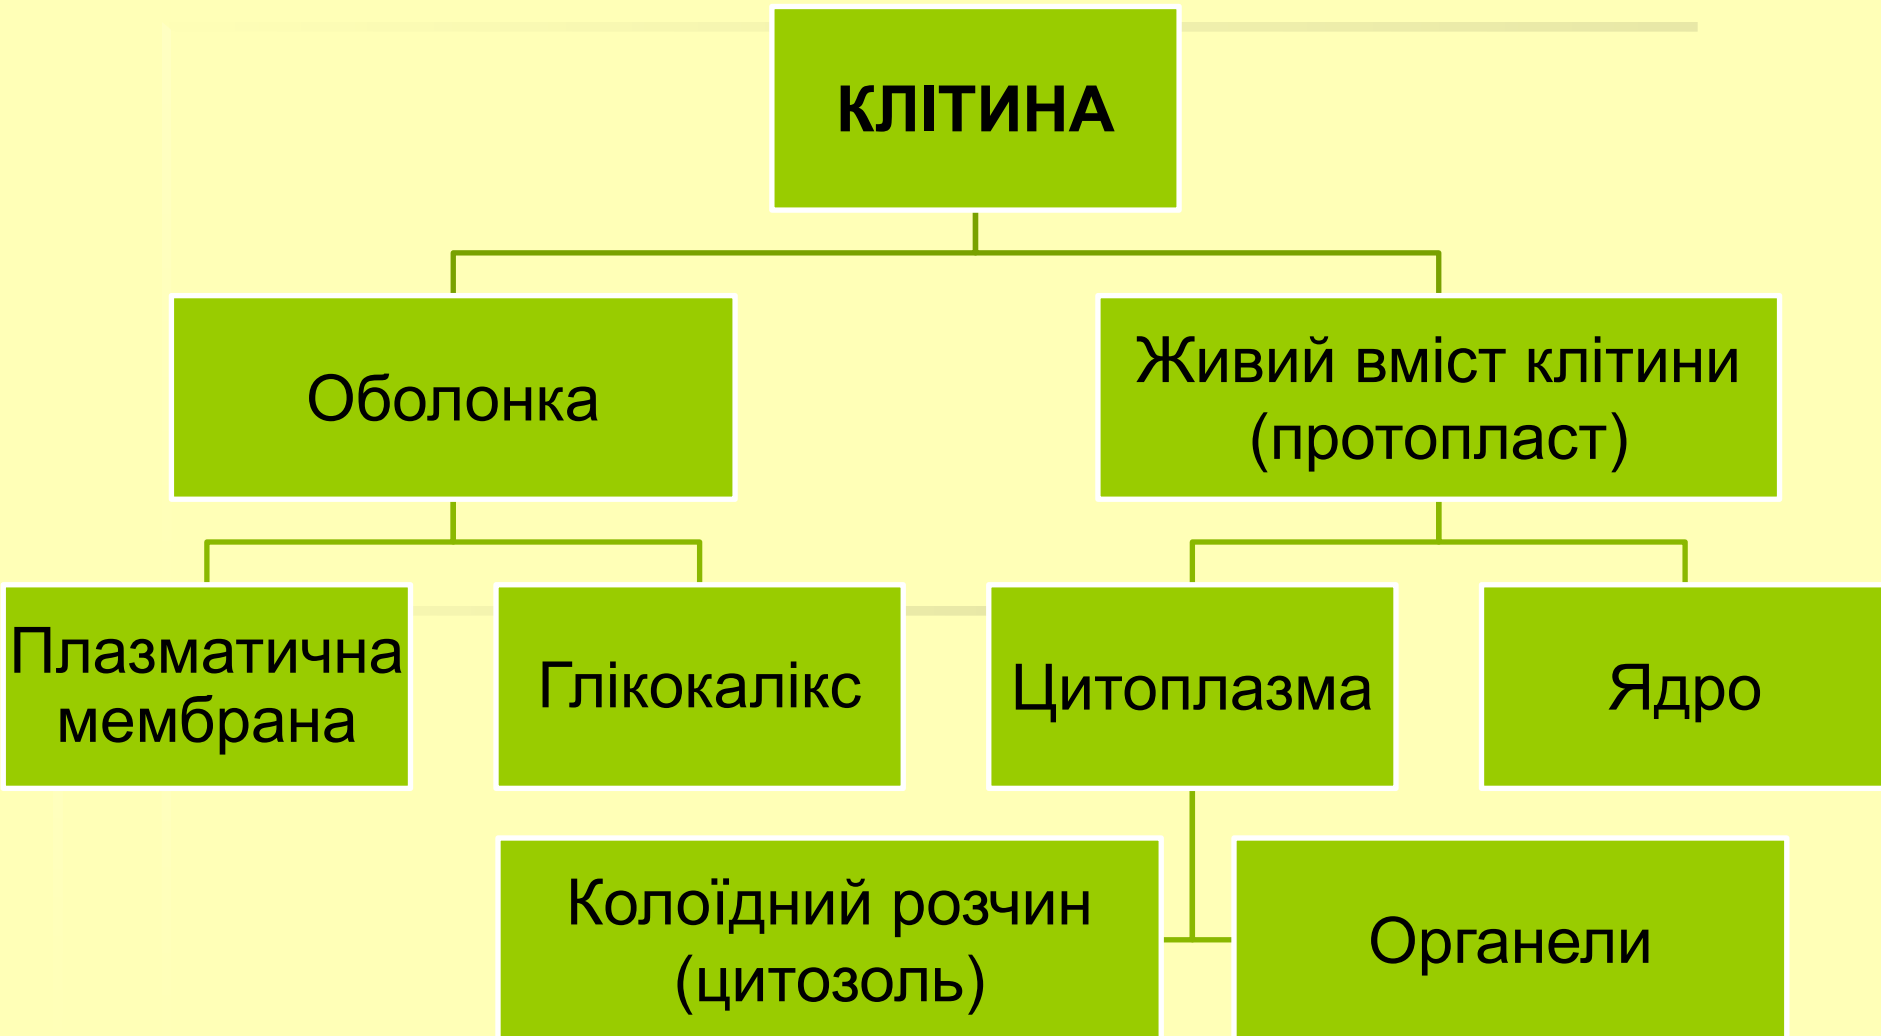 КЛІТИНА
Оболонка
Живий вміст клітини
(протопласт)
Плазматична
мембрана
Глікокалікс
Цитоплазма
Ядро
Колоїдний розчин
(цитозоль)
Органели